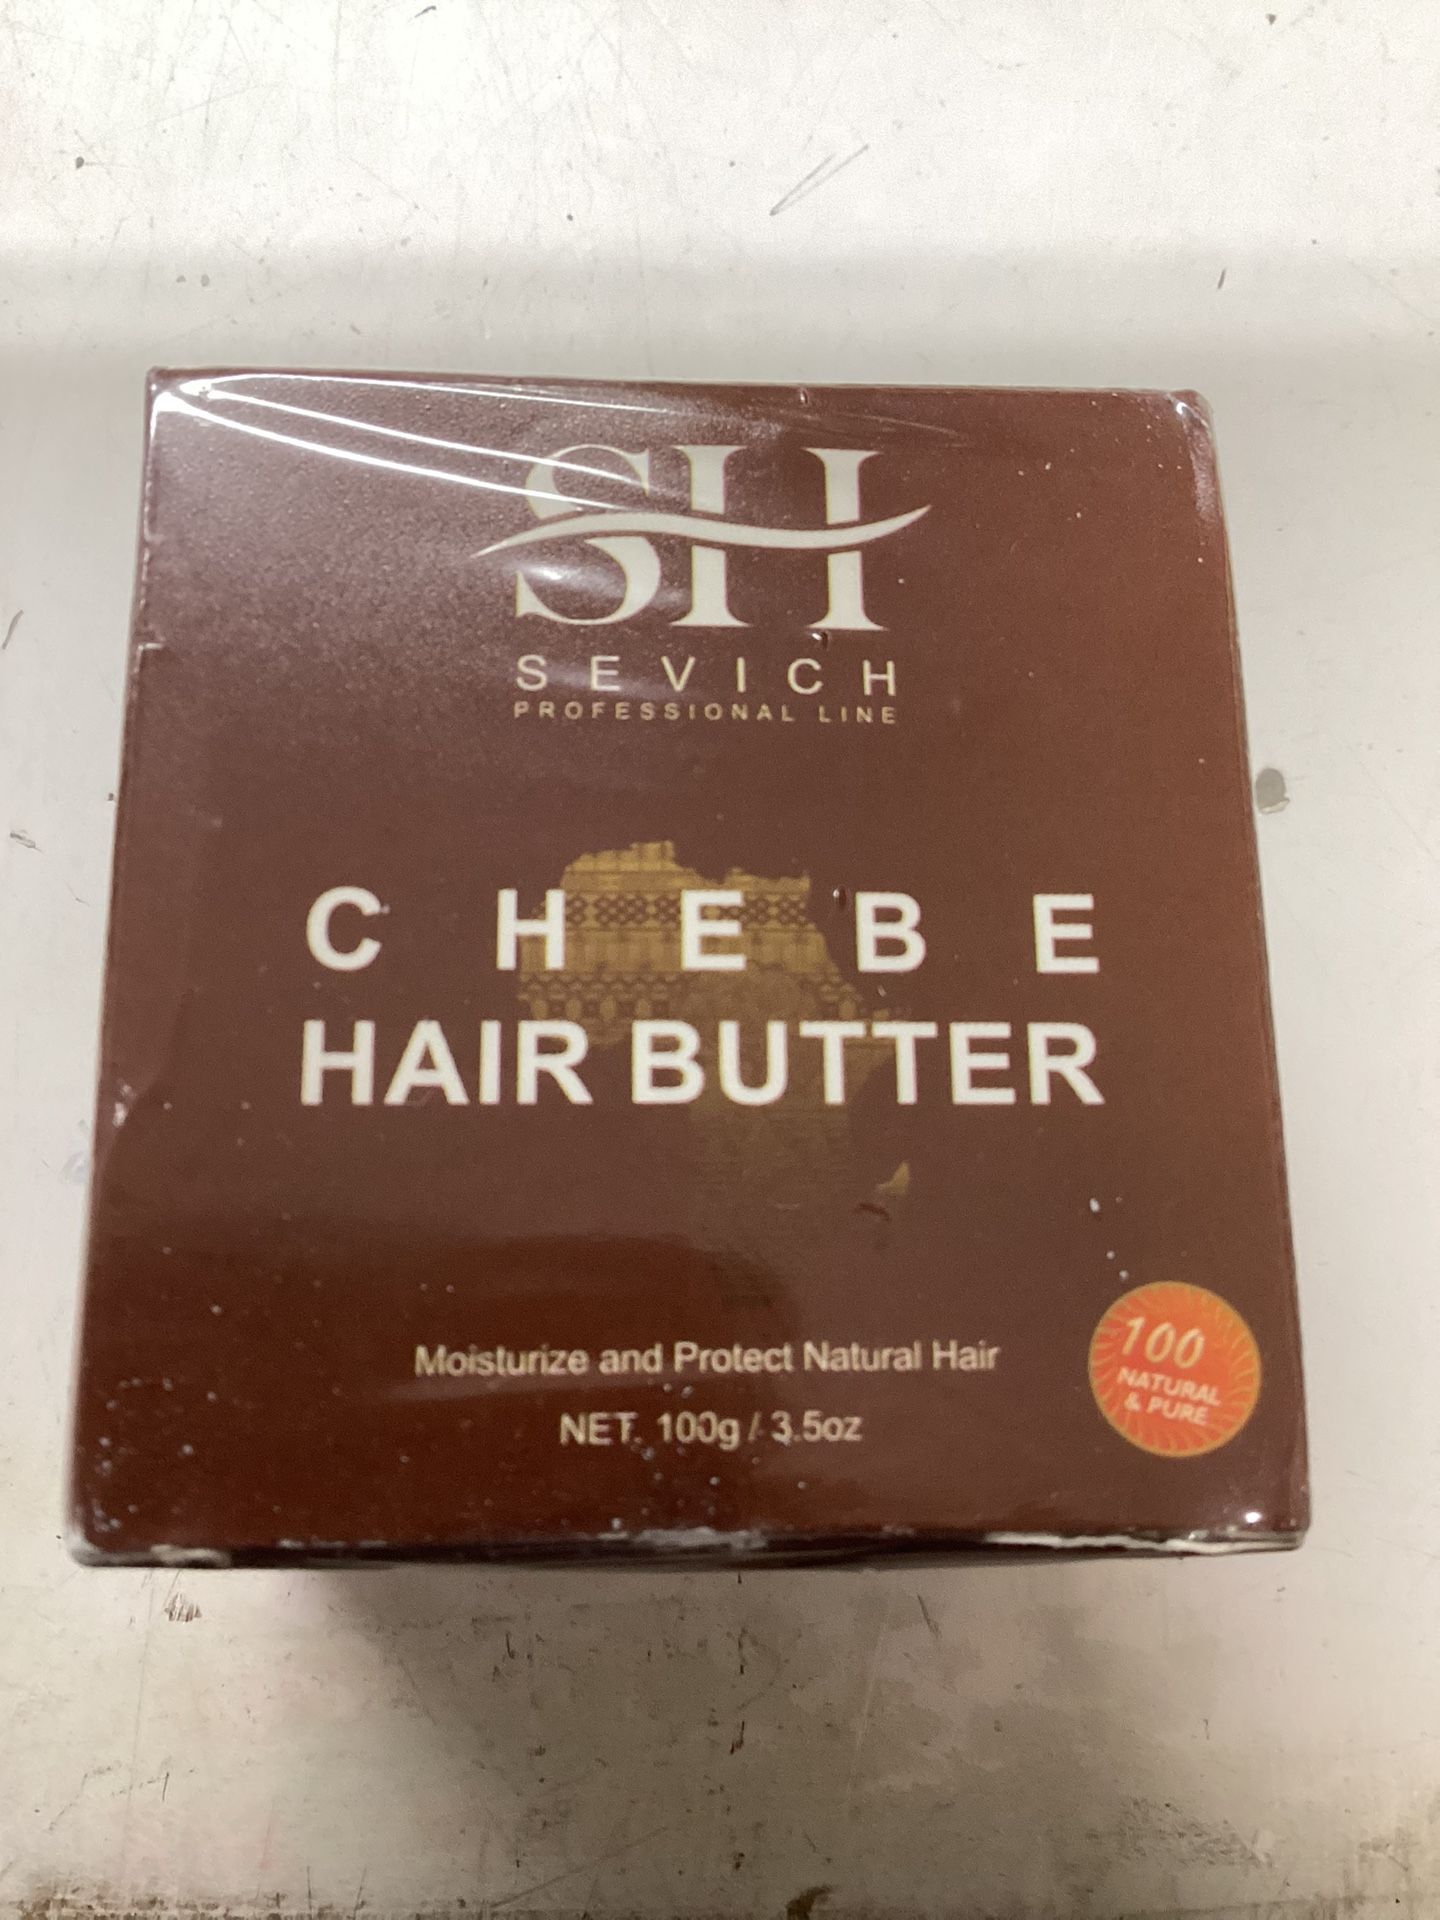 SH
SEVICH
PROFESSIONAL LINE
CHEBE
HAIR BUTTER
Moisturize and Protect Natural Hair
NET. 100g / 3.5oz
100
NATURAL
& PURE